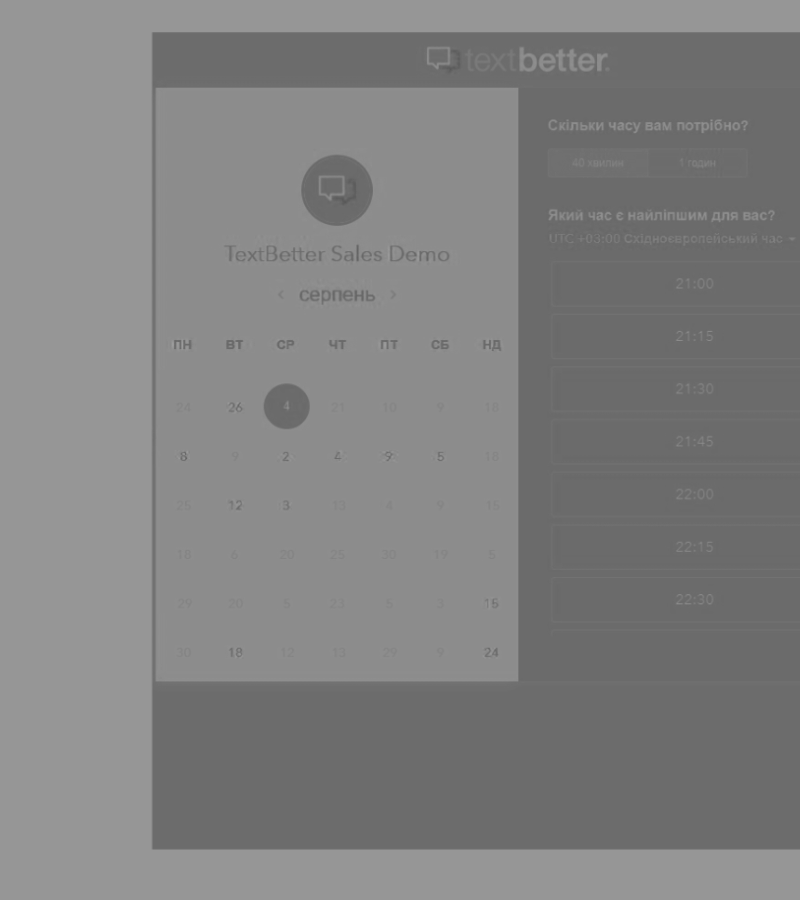 textbetter.
TextBetter Sales Demo
‹ серпень ›
ПН ВТ СР ЧТ ПТ СБ НД
24 26 4 21 10 9 18
8 9 2 4 9 5 18
25 12 3 13 4 9 16
18 6 20 25 30 19 5
29 20 5 23 5 3 15
30 18 12 13 29 9 24
Скільки часу вам потрібно?
40 хвилин 1 годин
Який час є найліпшим для вас?
UTC +03:00 Східноєвропейський час
21:00
21:15
21:30
21:45
22:00
22:15
22:30